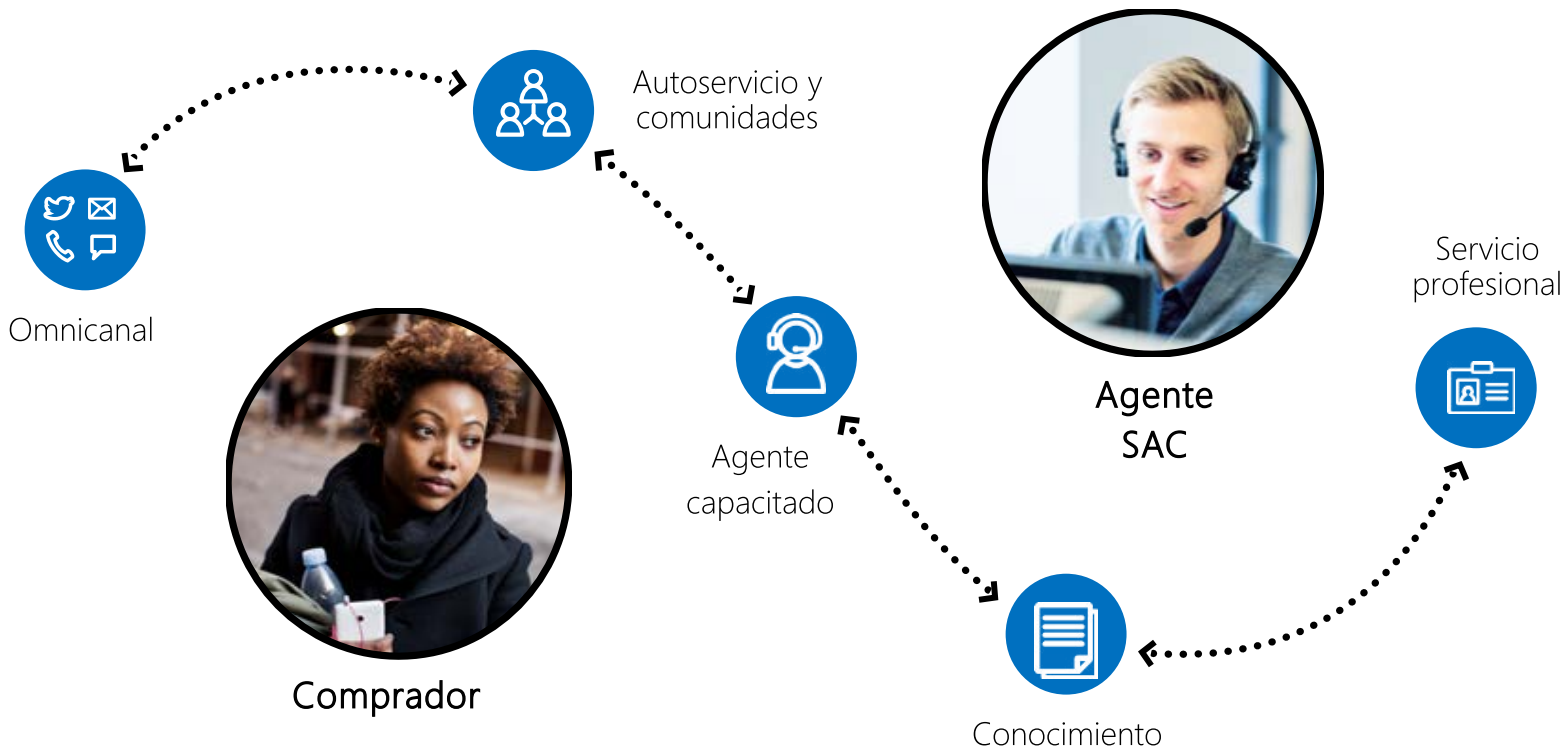 Autoservicio y
comunidades
Omnicanal
Servicio
profesional
Agente
SAC
Agente
capacitado
Comprador
Conocimiento